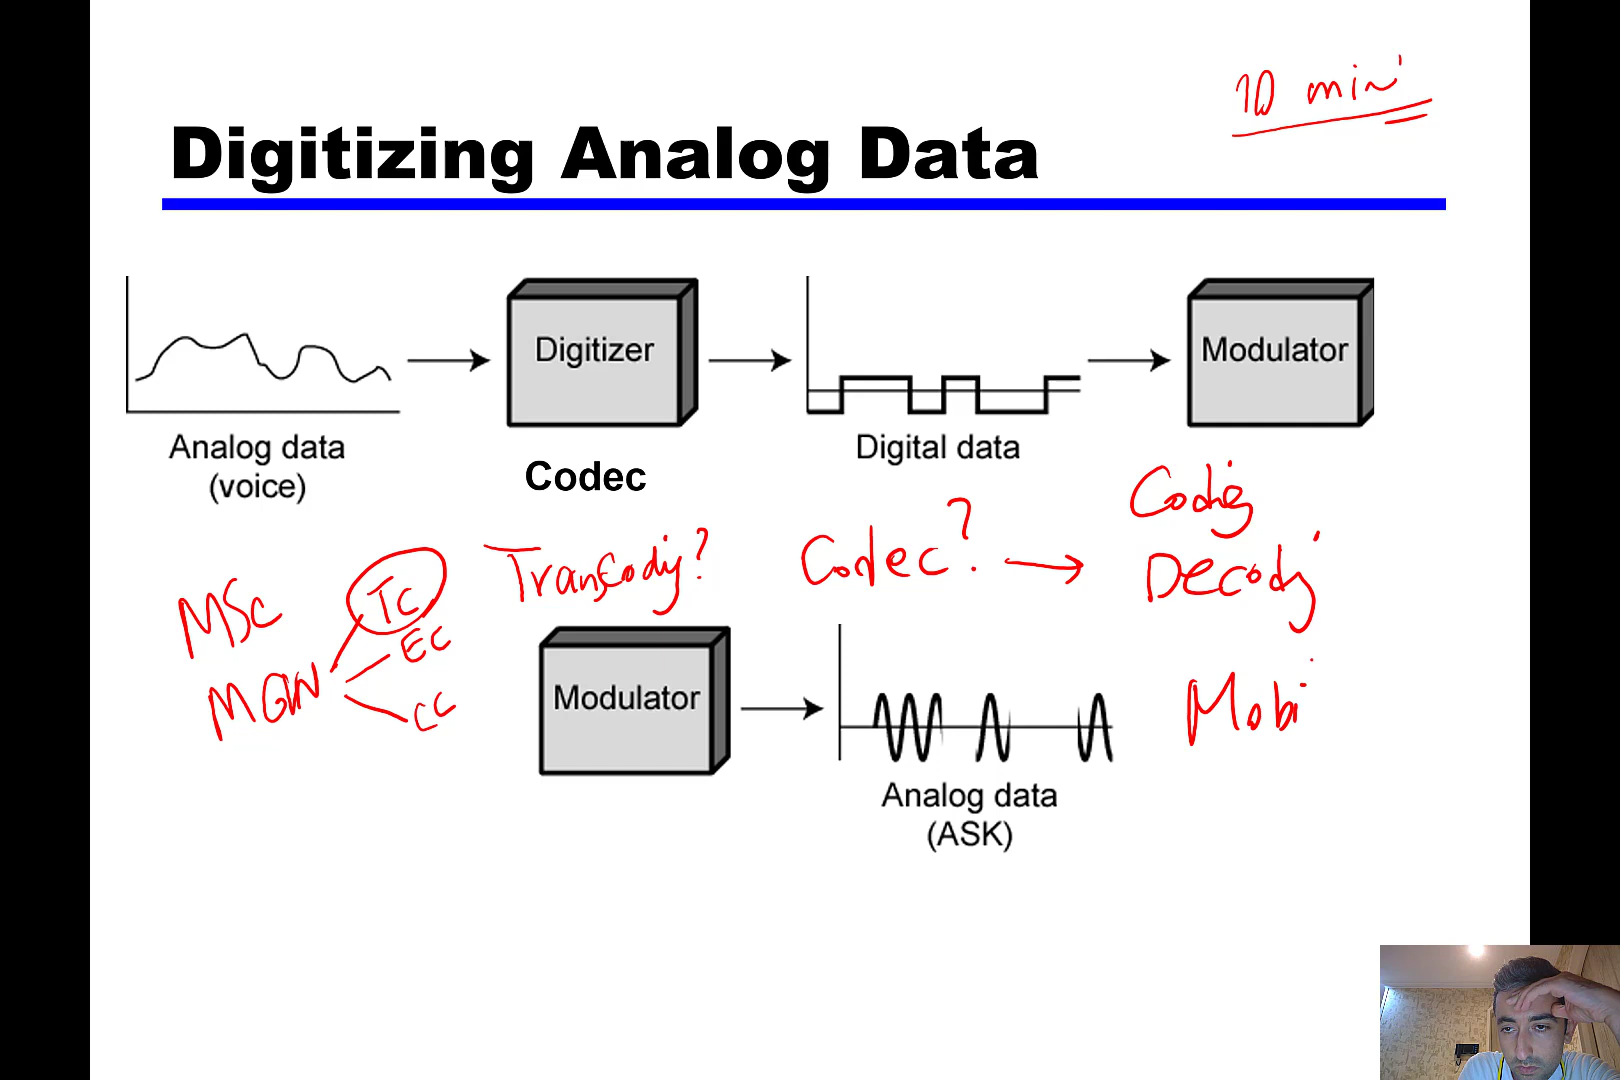 10 min
Digitizing Analog Data
Digitizer
Modulator
Analog data
(voice)
Codec
Digital data
Coding
Transcoding?
Codec? →
Decoding
MSC
TC
EC
MGW
CC
Modulator
Mobi
Analog data
(ASK)